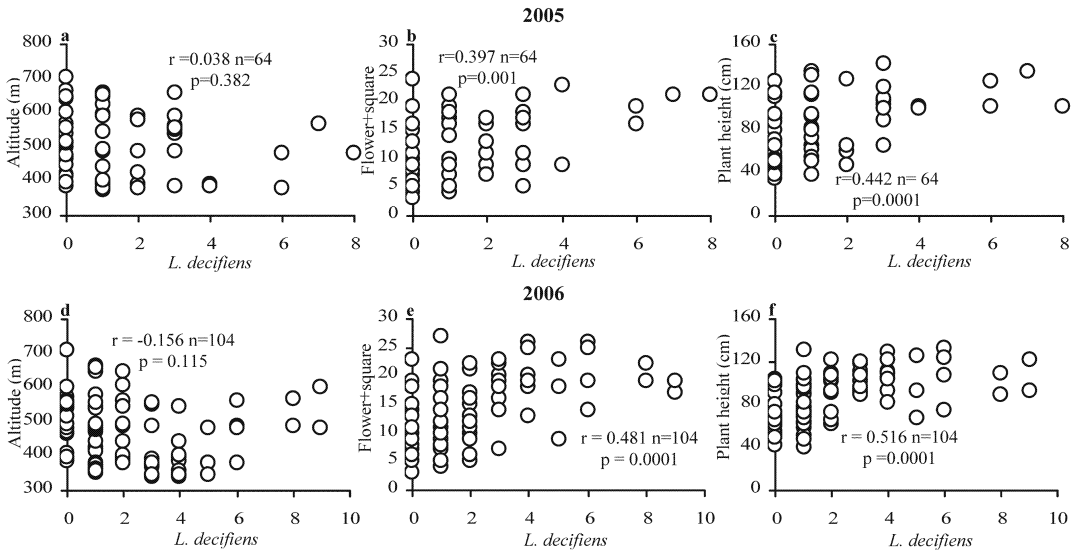 2005
a
r =0.038 n=64
p=0.382
Altitude (m)
800
700
600
500
400
300
0 2 4 6 8
L. decifiens
b
r=0.397 n=64
p=0.001
Flower+square
30
25
20
15
10
5
0
0 2 4 6 8
L. decifiens
c
r=0.442 n= 64
p=0.0001
Plant height (cm)
160
120
80
40
0
0 2 4 6 8
L. decifiens
2006
d
r = -0.156 n=104
p = 0.115
Altitude (m)
800
700
600
500
400
300
0 2 4 6 8 10
L. decifiens
e
r = 0.481 n=104
p = 0.0001
Flower+square
30
25
20
15
10
5
0
0 2 4 6 8 10
L. decifiens
f
r = 0.516 n=104
p =0.0001
Plant height (cm)
160
120
80
40
0
0 2 4 6 8 10
L. decifiens